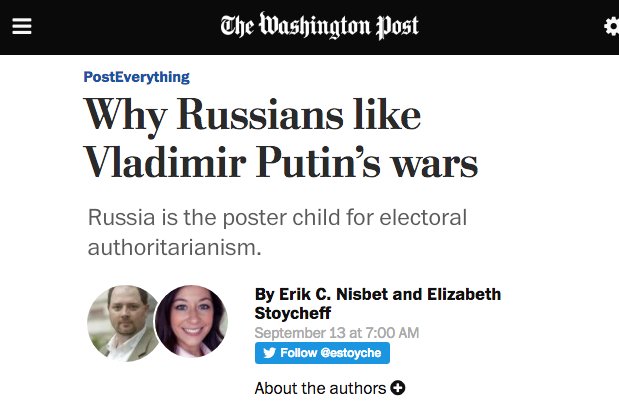 The Washington Post
PostEverything
Why Russians like
Vladimir Putin’s wars
Russia is the poster child for electoral
authoritarianism.
By Erik C. Nisbet and Elizabeth
Stoycheff
September 13 at 7:00 AM
Follow @estoyche
About the authors